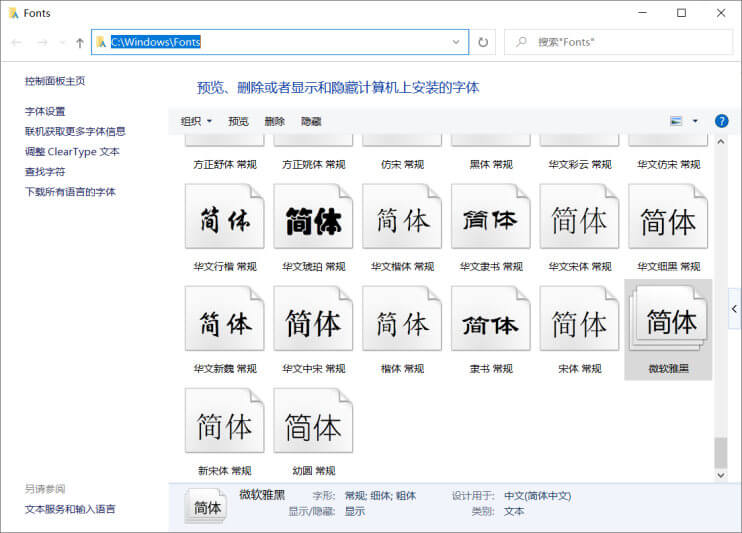 Fonts
C:\Windows\Fonts
搜索"Fonts"
控制面板主页
字体设置
联机获取更多字体信息
调整 ClearType 文本
查找字符
下载所有语言的字体
另请参阅
文本服务和输入语言
预览、删除或者显示和隐藏计算机上安装的字体
组织 预览 删除 隐藏
方正舒体 常规 方正姚体 常规 仿宋 常规 黑体 常规 华文彩云 常规 华文仿宋 常规
简体 简体 简体 简体 简体 简体
华文行楷 常规 华文琥珀 常规 华文楷体 常规 华文隶书 常规 华文宋体 常规 华文细黑 常规
简体 简体 简体 简体 简体 简体
华文新魏 常规 华文中宋 常规 楷体 常规 隶书 常规 宋体 常规 微软雅黑
简体 简体
新宋体 常规 幼圆 常规
简体
微软雅黑 字形: 常规; 细体; 粗体 设计用于: 中文(简体中文)
显示/隐藏: 显示 类别: 文本